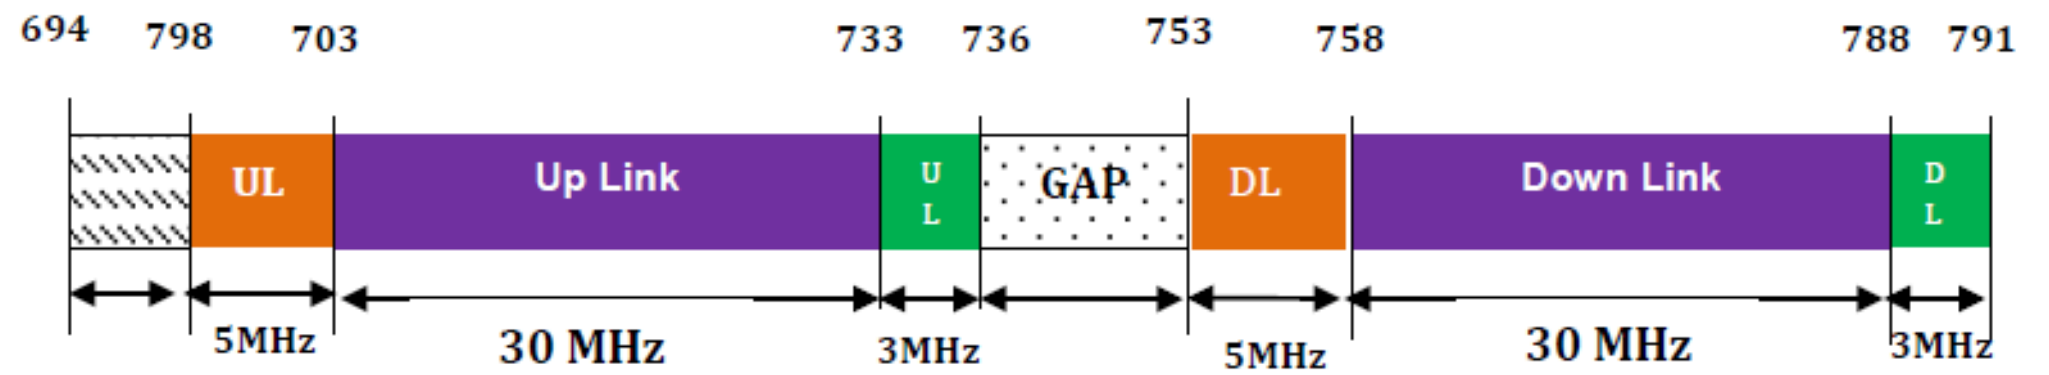 694 798 703 733 736 753 758 788 791
UL Up Link U L GAP DL Down Link D L
5MHz 30 MHz 3MHz 5MHz 30 MHz 3MHz